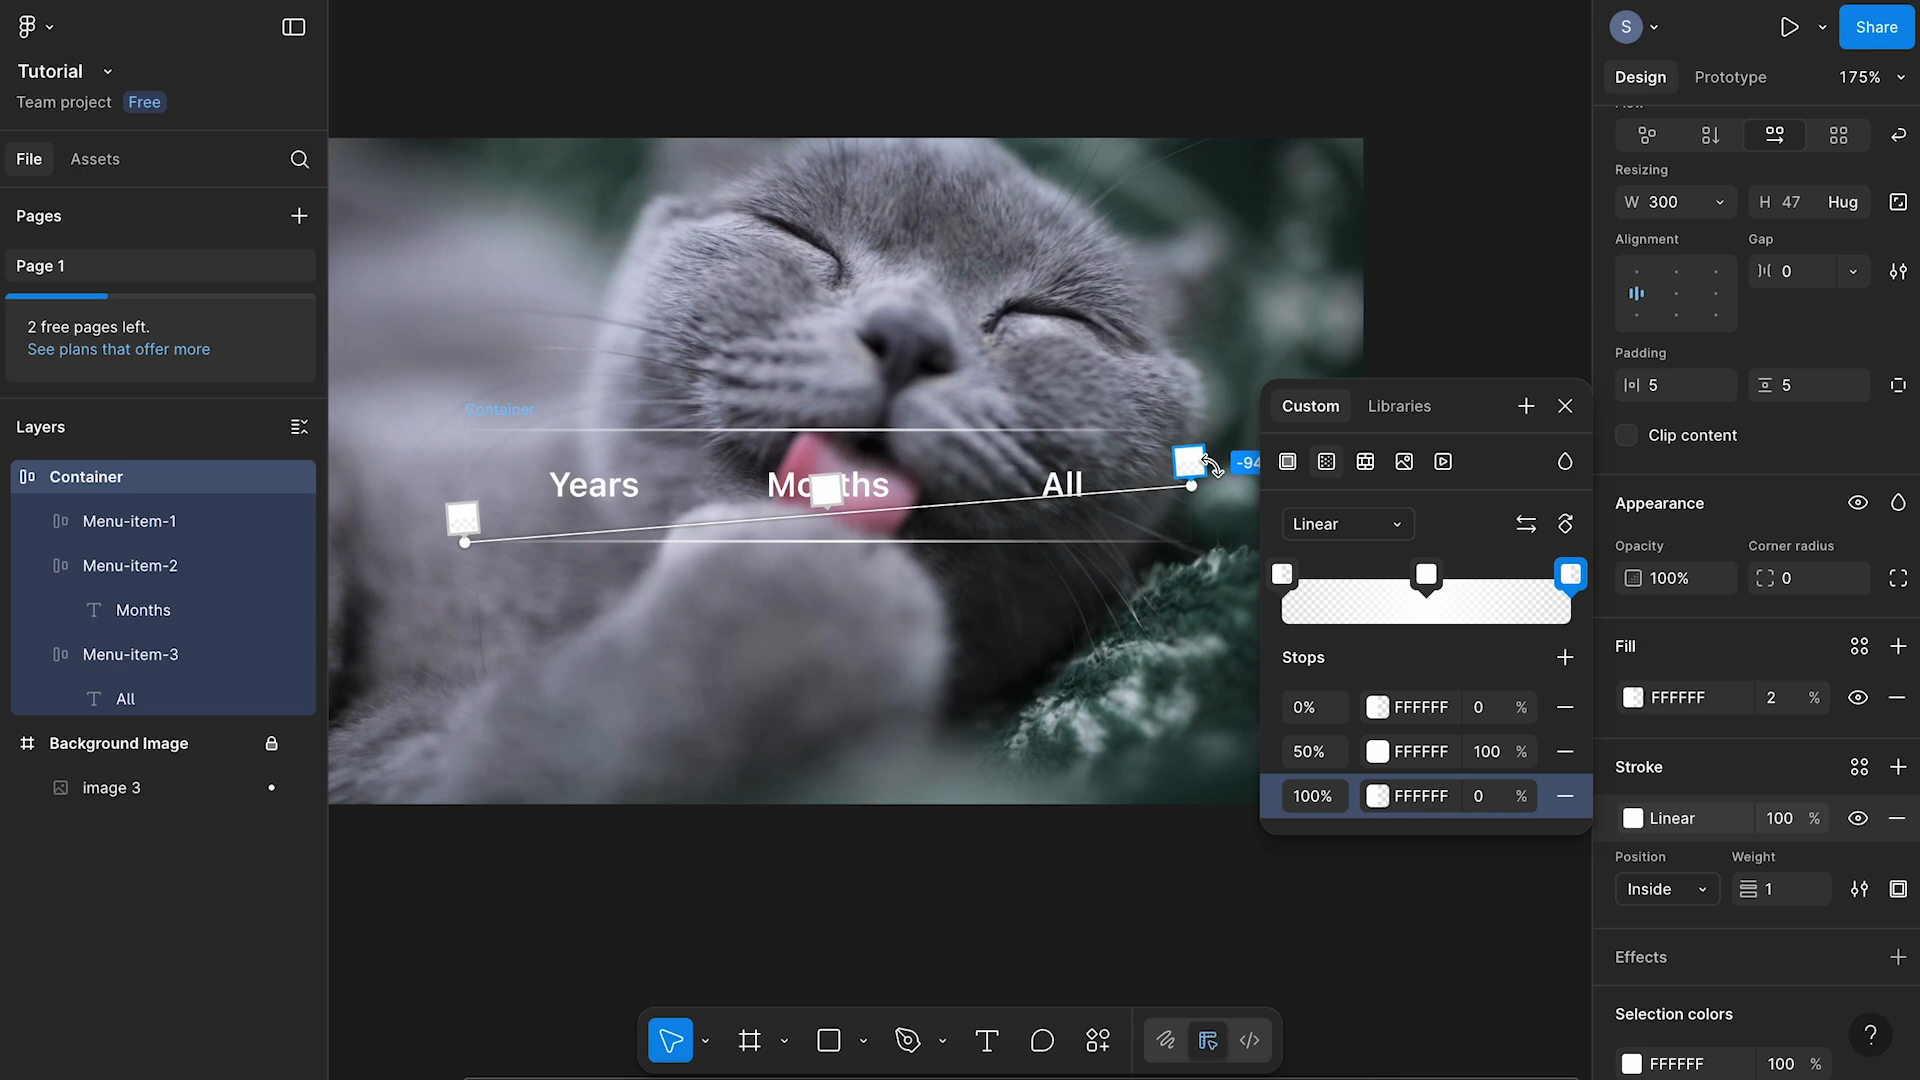 Tutorial
Team project Free
File Assets
Pages
Page 1
2 free pages left.
See plans that offer more
Layers
Container
Menu-item-1
Menu-item-2
Months
Menu-item-3
All
Background Image
image 3
Container
Years Months All
-94
Custom Libraries
Linear
Stops
0% FFFFFF 0 %
50% FFFFFF 100 %
100% FFFFFF 0 %
S Share
Design Prototype 175%
Resizing
W 300 H 47 Hug
Alignment Gap
0
Padding
5 5
Clip content
Appearance
Opacity Corner radius
100% 0
Fill
FFFFFF 2 %
Stroke
Linear 100 %
Position Weight
Inside 1
Effects
Selection colors
FFFFFF 100 %
?